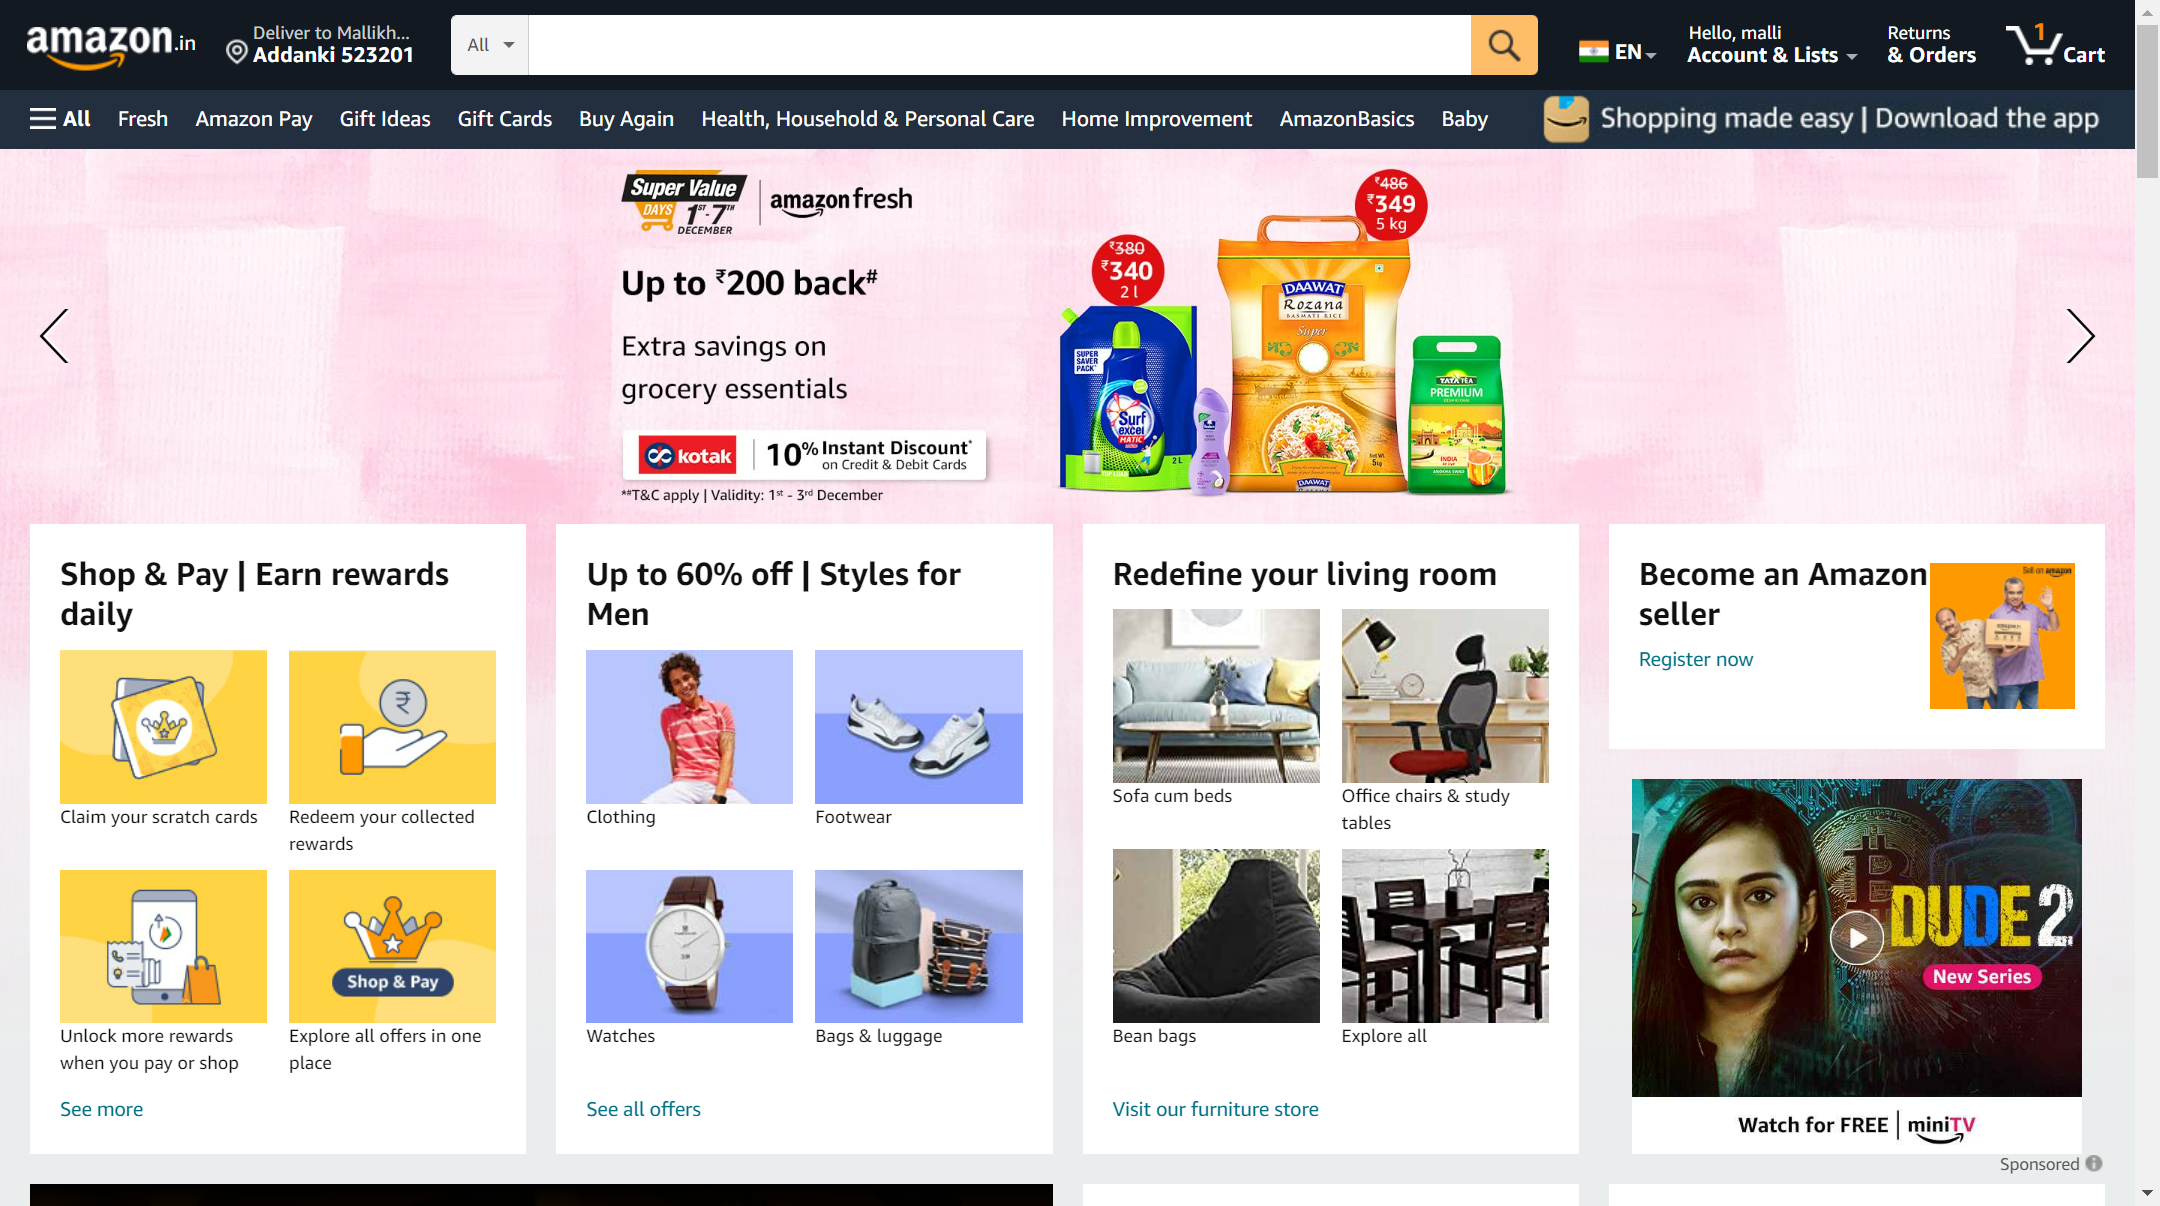 amazon.in
Deliver to Mallikh...
Addanki 523201
All
EN
Hello, malli
Account & Lists
Returns
& Orders
1
Cart
All
Fresh
Amazon Pay
Gift Ideas
Gift Cards
Buy Again
Health, Household & Personal Care
Home Improvement
AmazonBasics
Baby
Shopping made easy | Download the app
Super Value
DAYS 1ST-7TH
DECEMBER
amazon fresh
Up to ₹200 back#
Extra savings on
grocery essentials
kotak
10% Instant Discount*
on Credit & Debit Cards
*#T&C apply | Validity: 1st - 3rd December
₹380
₹340
2 l
₹486
₹349
5 kg
SUPER
SAVER
PACK
Surf
excel
MATIC
2 L
DAAWAT
Rozana
BASMATI RICE
Super
5kg
DAAWAT
TATA TEA
PREMIUM
INDIA
Shop & Pay | Earn rewards
daily
Claim your scratch cards
Redeem your collected
rewards
Shop & Pay
Unlock more rewards
when you pay or shop
Explore all offers in one
place
See more
Up to 60% off | Styles for
Men
Clothing
Footwear
Watches
Bags & luggage
See all offers
Redefine your living room
Sofa cum beds
Office chairs & study
tables
Bean bags
Explore all
Visit our furniture store
Become an Amazon
seller
Register now
Sell on amazon
DUDE 2
New Series
Watch for FREE | miniTV
Sponsored